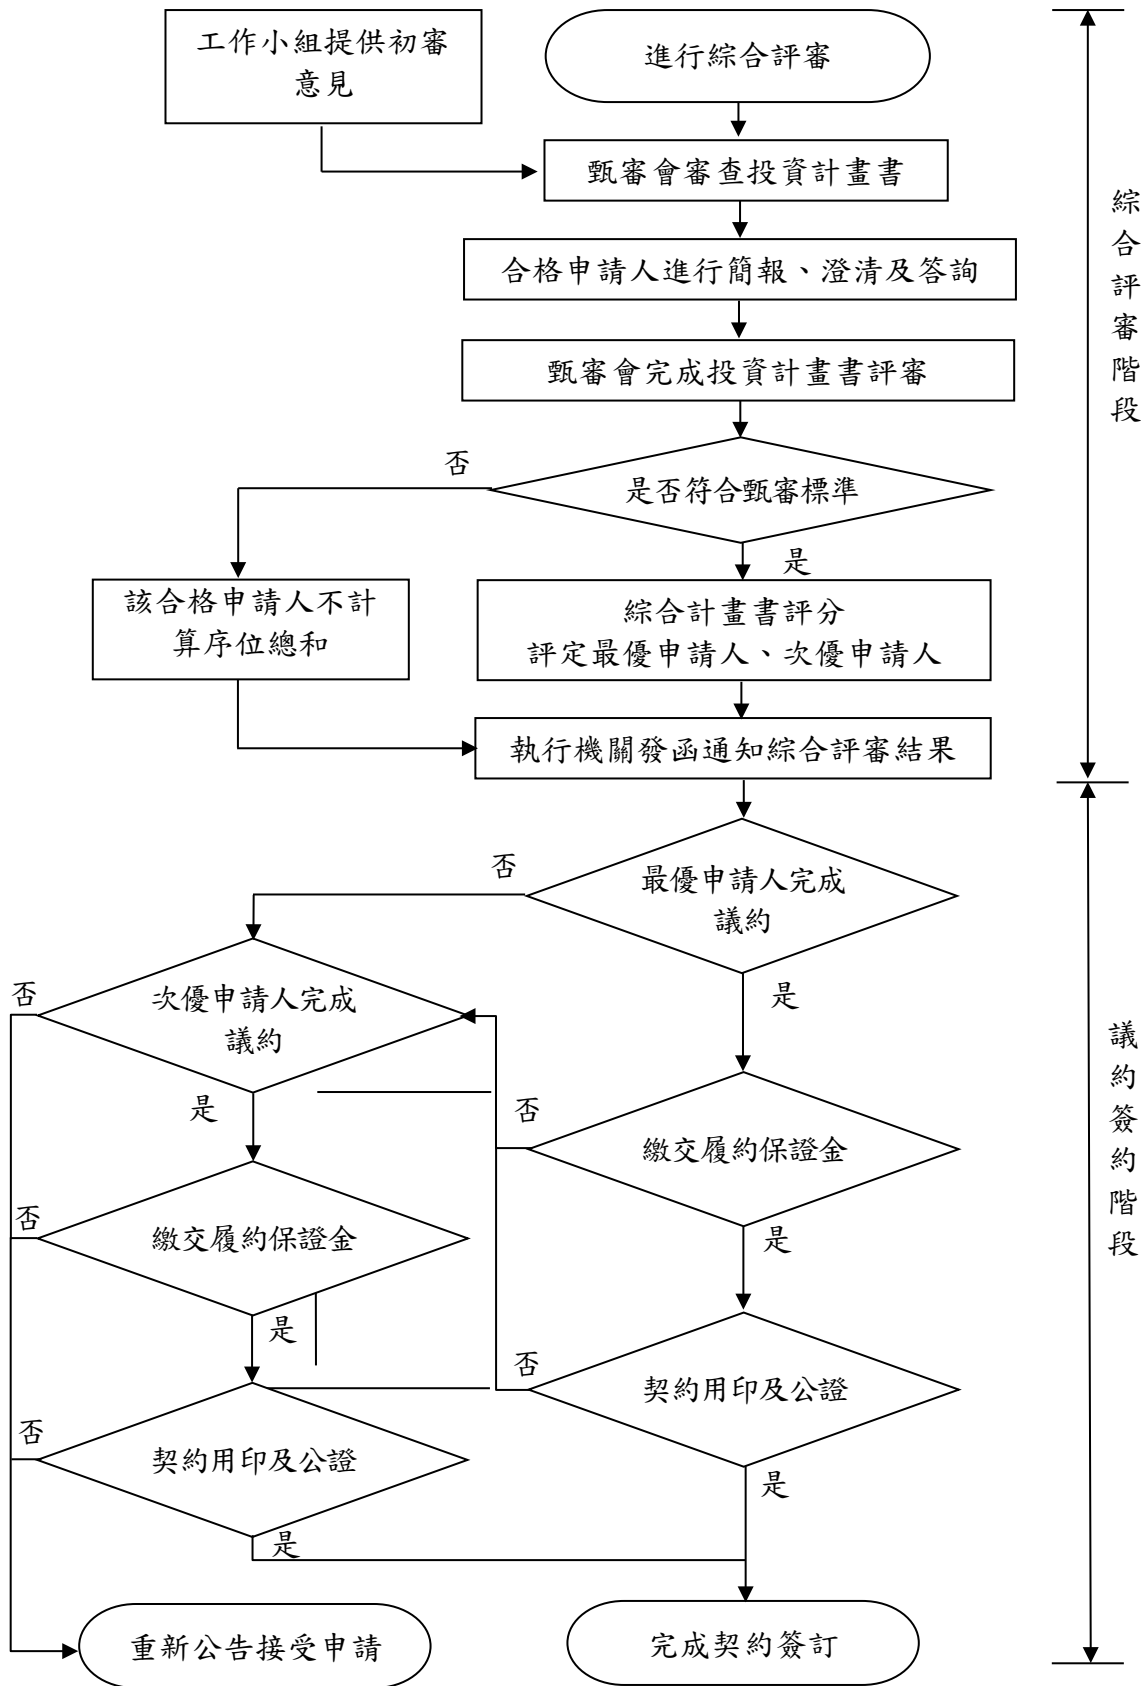 工作小組提供初審
意見
進行綜合評審
甄審會審查投資計畫書
合格申請人進行簡報、澄清及答詢
甄審會完成投資計畫書評審
否
是否符合甄審標準
是
該合格申請人不計
算序位總和
綜合計畫書評分
評定最優申請人、次優申請人
執行機關發函通知綜合評審結果
綜合評審階段
否
最優申請人完成
議約
是
否
次優申請人完成
議約
是
否
繳交履約保證金
是
否
繳交履約保證金
是
否
契約用印及公證
是
否
契約用印及公證
是
重新公告接受申請
完成契約簽訂
議約簽約階段